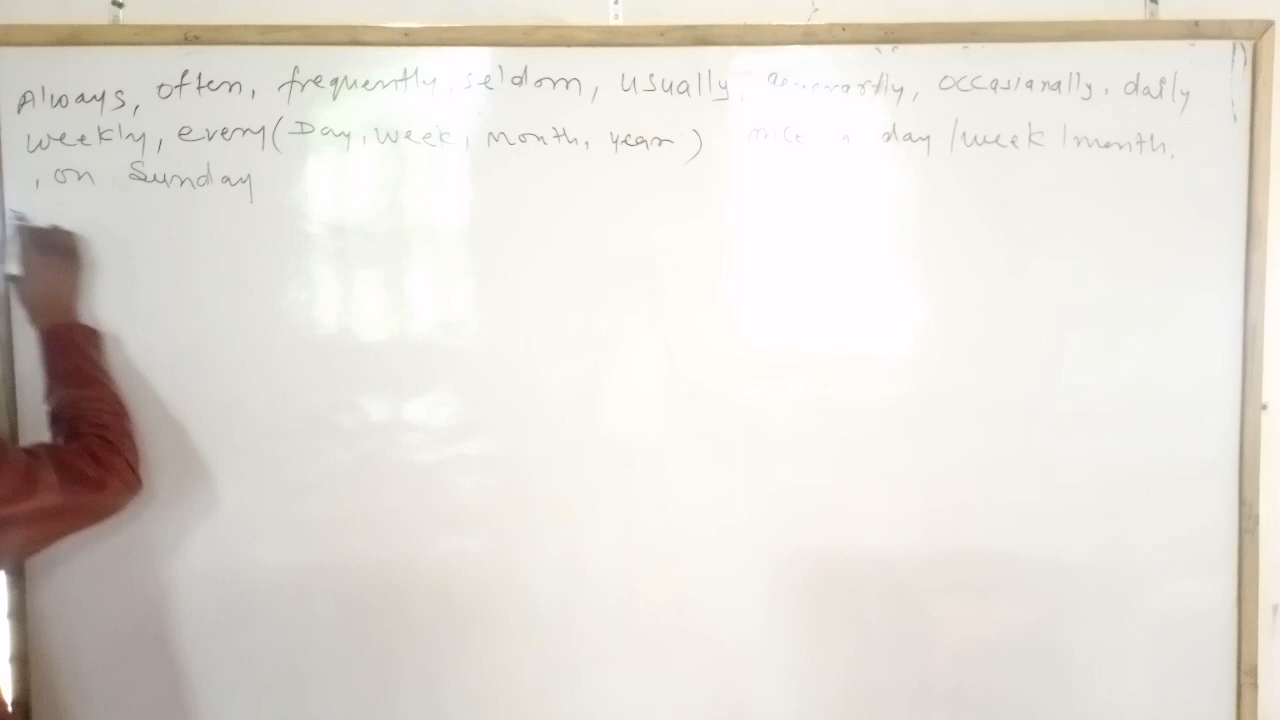 Always, often, frequently, seldom, usually, occasianally, daily
weekly, every (Day, week, Month, year) day / week / month,
, on Sunday